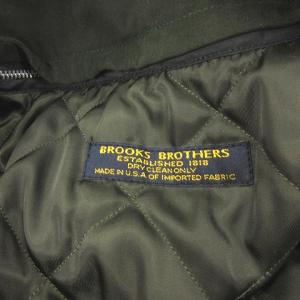 BROOKS BROTHERS
ESTABLISHED 1818
DRY CLEAN ONLY
MADE IN U.S.A. OF IMPORTED FABRIC